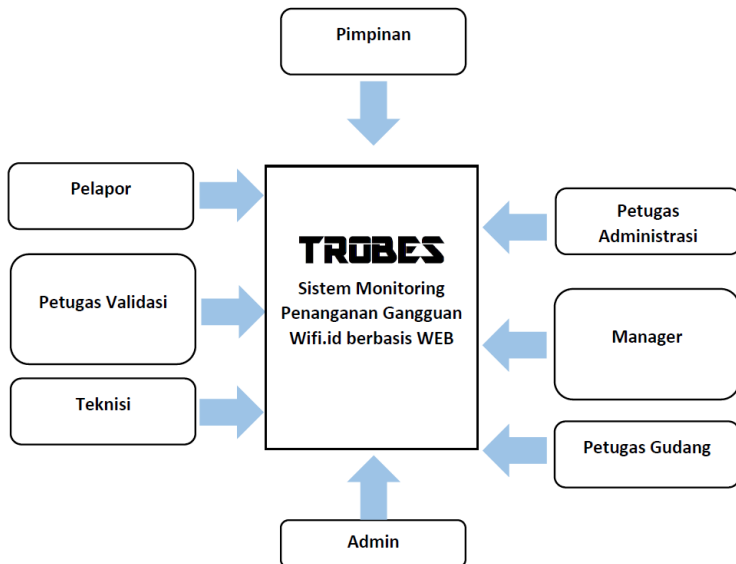 Pimpinan
Pelapor
Petugas Validasi
Teknisi
TROBES
Sistem Monitoring
Penanganan Gangguan
Wifi.id berbasis WEB
Petugas
Administrasi
Manager
Petugas Gudang
Admin